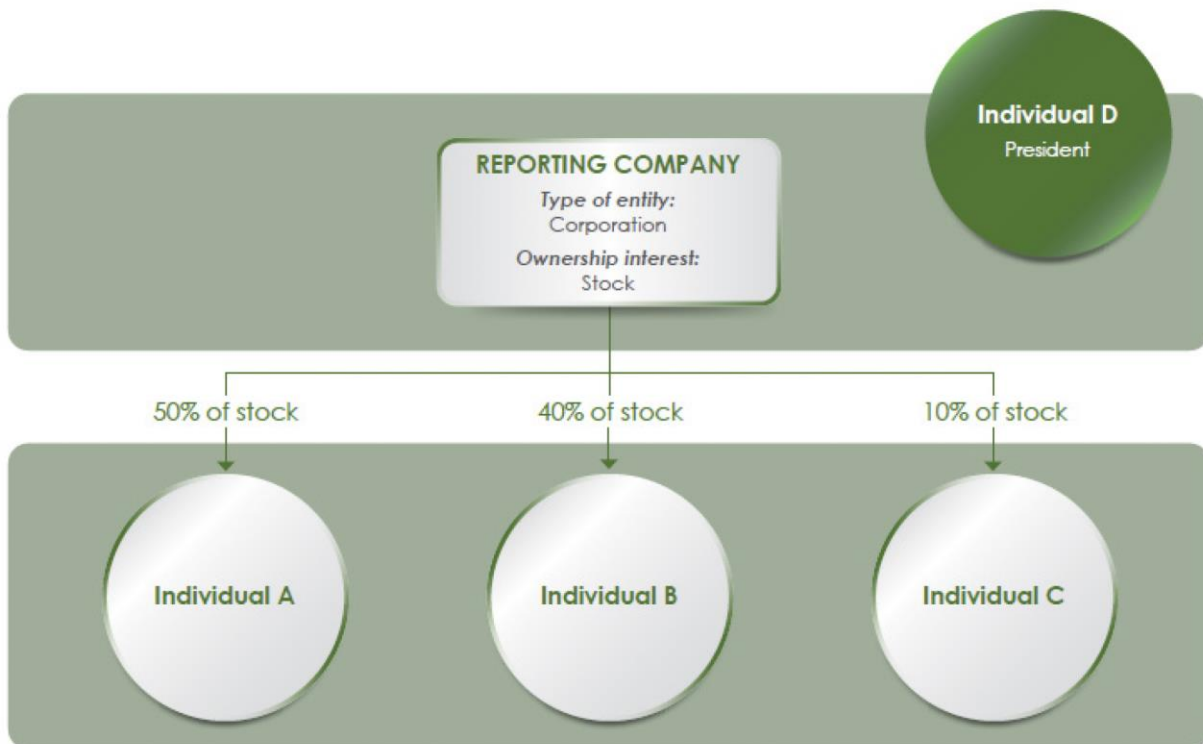 Individual D
President
REPORTING COMPANY
Type of entity:
Corporation
Ownership interest:
Stock
50% of stock
40% of stock
10% of stock
Individual A
Individual B
Individual C